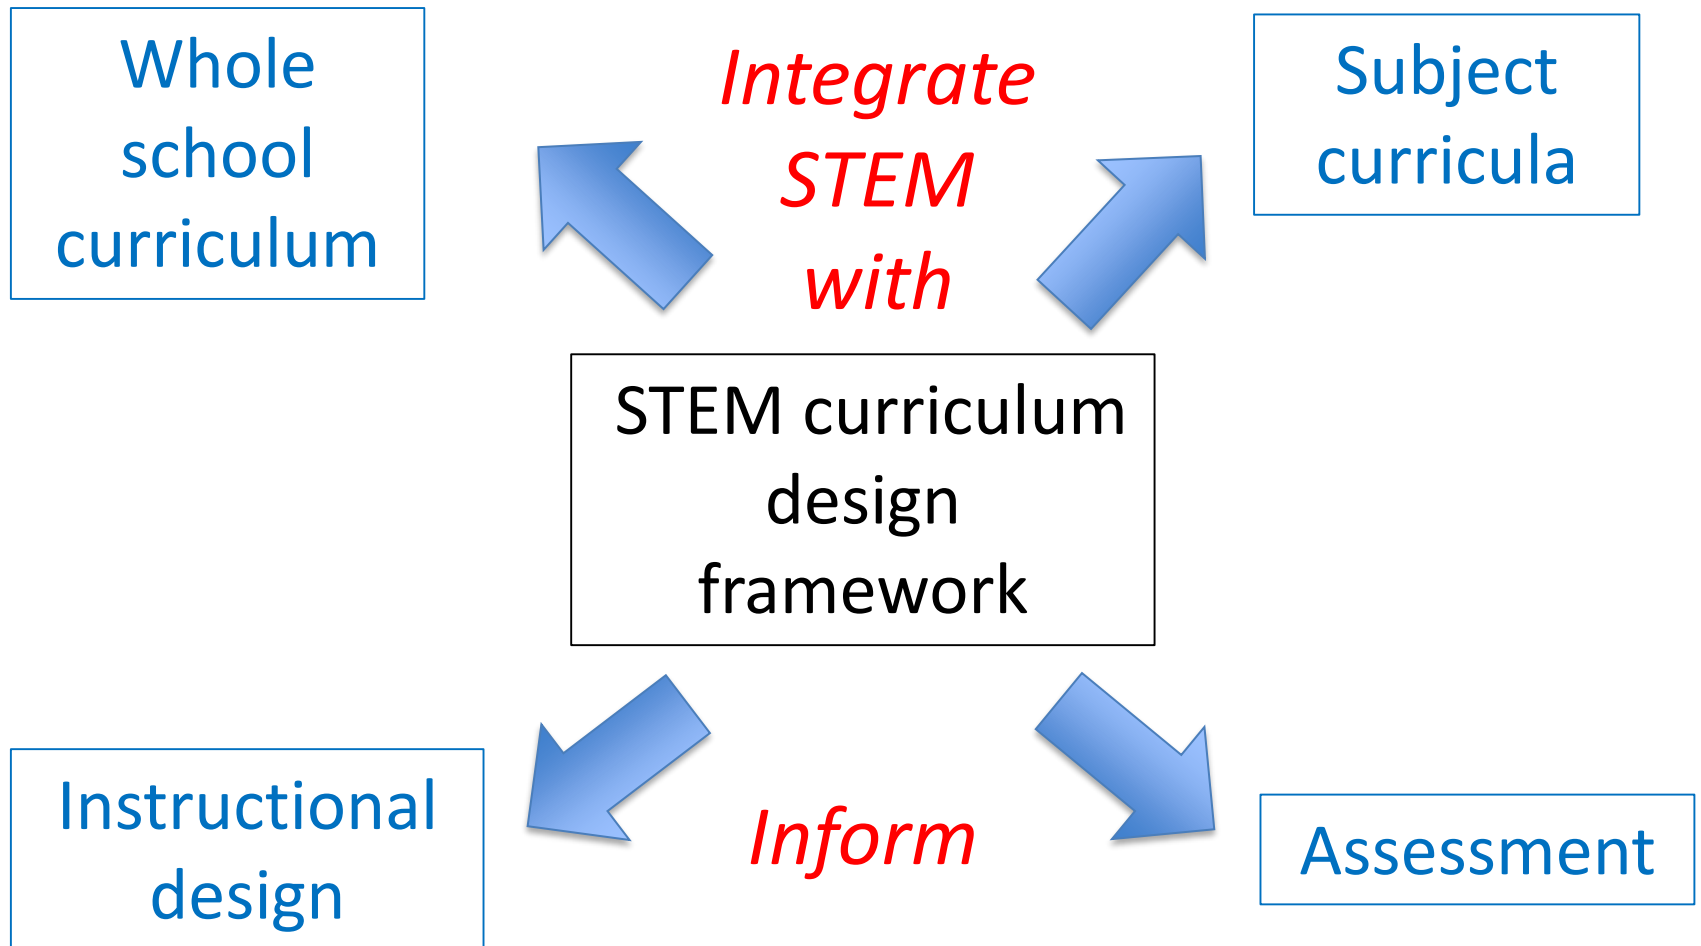 Whole
school
curriculum
Integrate
STEM
with
Subject
curricula
STEM curriculum
design
framework
Instructional
design
Inform
Assessment